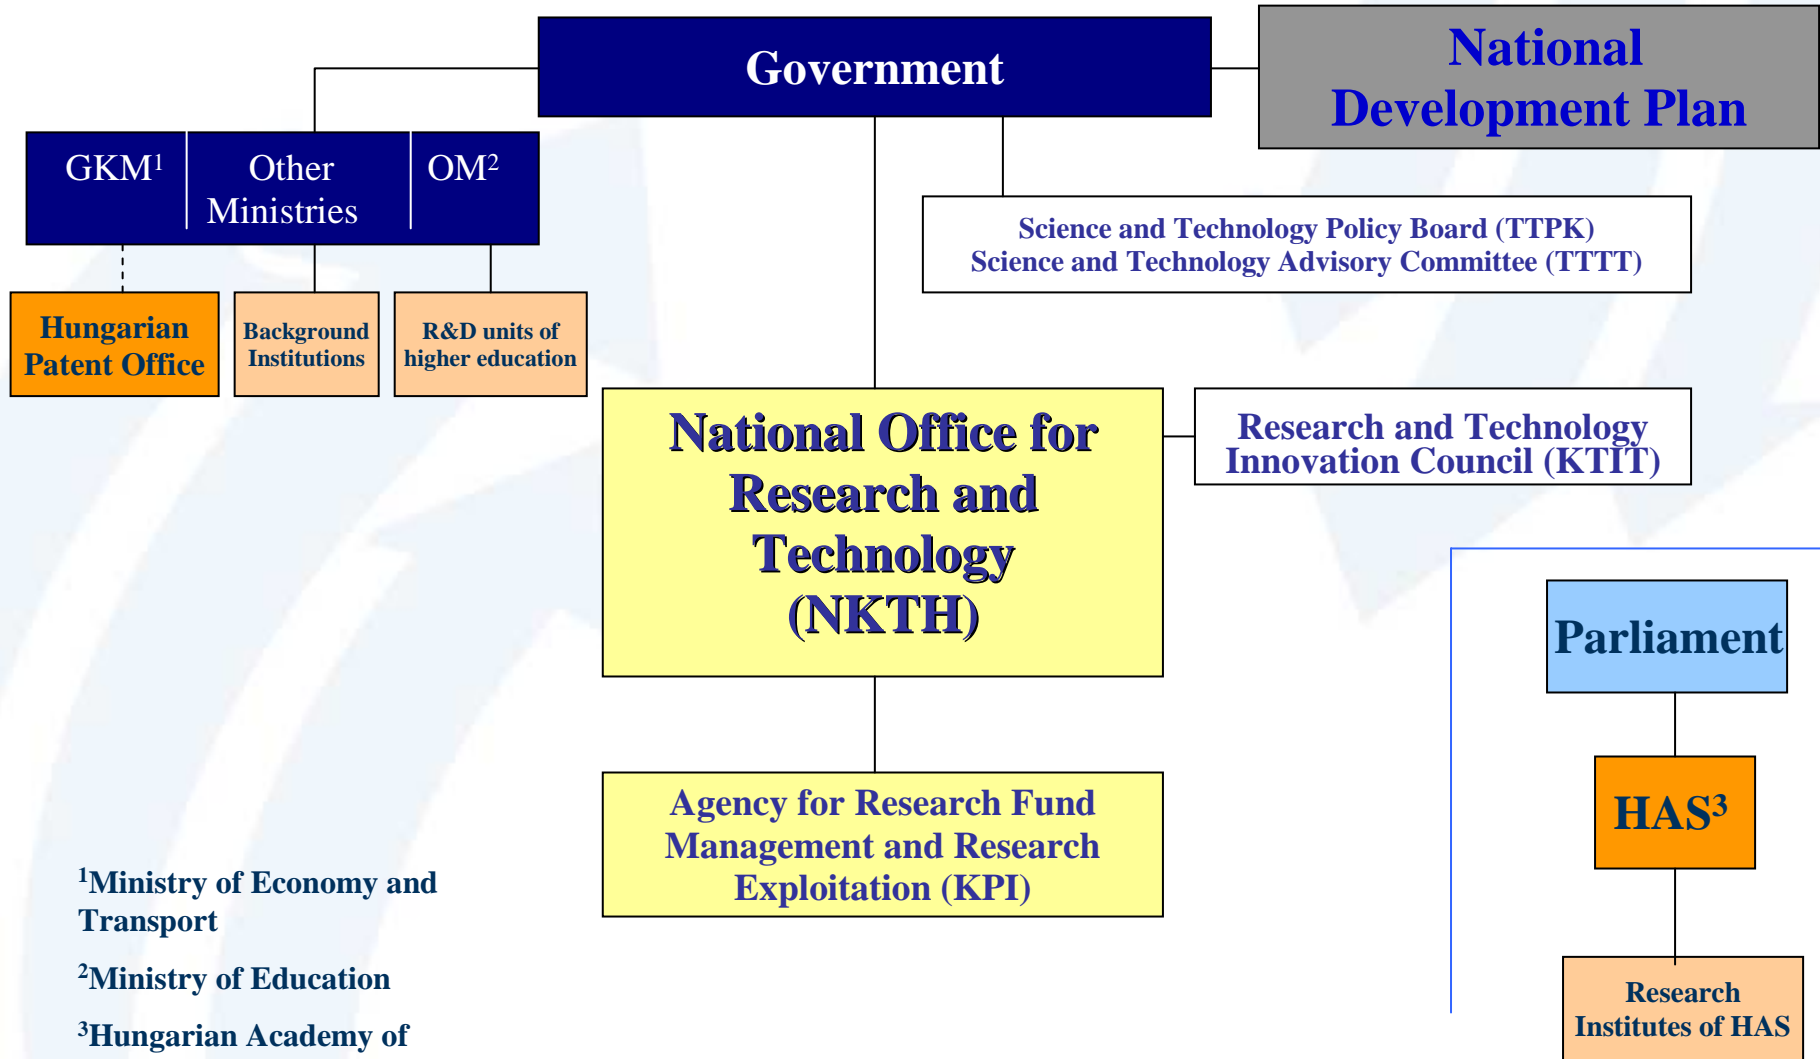 Government
National
Development Plan
GKM¹
Other
Ministries
OM²
Science and Technology Policy Board (TTPK)
Science and Technology Advisory Committee (TTTT)
Hungarian
Patent Office
Background
Institutions
R&D units of
higher education
National Office for
Research and
Technology
(NKTH)
Research and Technology
Innovation Council (KTIT)
Parliament
HAS³
Research
Institutes of HAS
Agency for Research Fund
Management and Research
Exploitation (KPI)
¹Ministry of Economy and
Transport
²Ministry of Education
³Hungarian Academy of